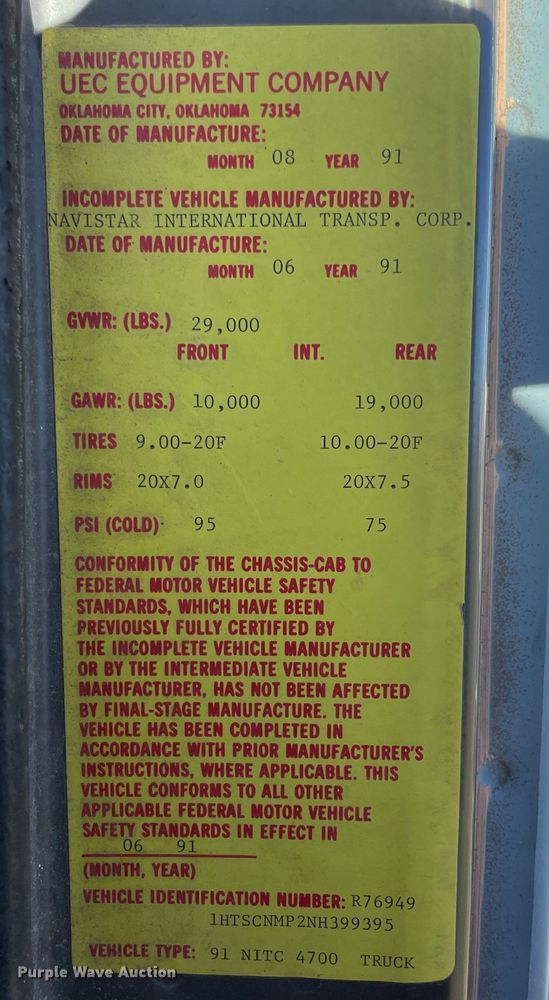 MANUFACTURED BY:
UEC EQUIPMENT COMPANY
OKLAHOMA CITY, OKLAHOMA 73154
DATE OF MANUFACTURE:
MONTH 08 YEAR 91
INCOMPLETE VEHICLE MANUFACTURED BY:
NAVISTAR INTERNATIONAL TRANSP. CORP.
DATE OF MANUFACTURE:
MONTH 06 YEAR 91
GVWR: (LBS.) 29,000
FRONT INT. REAR
GAWR: (LBS.) 10,000 19,000
TIRES 9.00-20F 10.00-20F
RIMS 20X7.0 20X7.5
PSI (COLD) 95 75
CONFORMITY OF THE CHASSIS-CAB TO
FEDERAL MOTOR VEHICLE SAFETY
STANDARDS, WHICH HAVE BEEN
PREVIOUSLY FULLY CERTIFIED BY
THE INCOMPLETE VEHICLE MANUFACTURER
OR BY THE INTERMEDIATE VEHICLE
MANUFACTURER, HAS NOT BEEN AFFECTED
BY FINAL-STAGE MANUFACTURE. THE
VEHICLE HAS BEEN COMPLETED IN
ACCORDANCE WITH PRIOR MANUFACTURER'S
INSTRUCTIONS, WHERE APPLICABLE. THIS
VEHICLE CONFORMS TO ALL OTHER
APPLICABLE FEDERAL MOTOR VEHICLE
SAFETY STANDARDS IN EFFECT IN
06 91
(MONTH, YEAR)
VEHICLE IDENTIFICATION NUMBER: R76949
1HTSCNMP2NH399395
VEHICLE TYPE: 91 NITC 4700 TRUCK
Purple Wave Auction